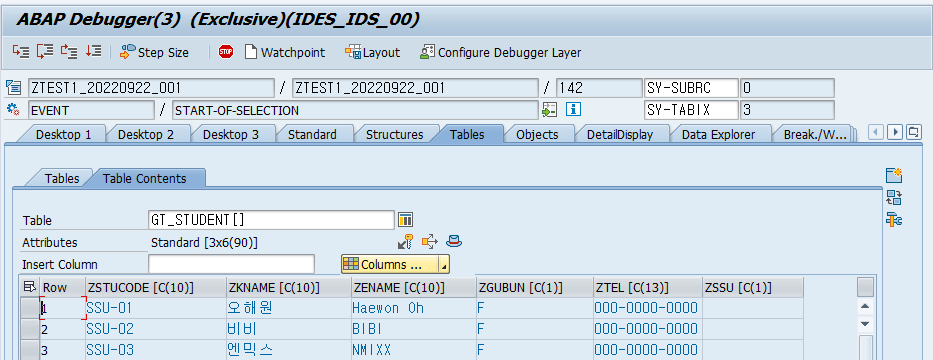 ABAP Debugger(3) (Exclusive)(IDES_IDS_00)
Step Size STOP Watchpoint Layout Configure Debugger Layer
ZTEST1_20220922_001 / ZTEST1_20220922_001 / 142 SY-SUBRC 0
EVENT / START-OF-SELECTION SY-TABIX 3
Desktop 1 Desktop 2 Desktop 3 Standard Structures Tables Objects DetailDisplay Data Explorer Break./W...
Tables Table Contents
Table GT_STUDENT[]
Attributes Standard [3x6(90)]
Insert Column Columns ...
Row ZSTUCODE [C(10)] ZKNAME [C(10)] ZENAME [C(10)] ZGUBUN [C(1)] ZTEL [C(13)] ZSSU [C(1)]
1 SSU-01 오해원 Haewon Oh F 000-0000-0000
2 SSU-02 비비 BIBI F 000-0000-0000
3 SSU-03 엔믹스 NMIXX F 000-0000-0000